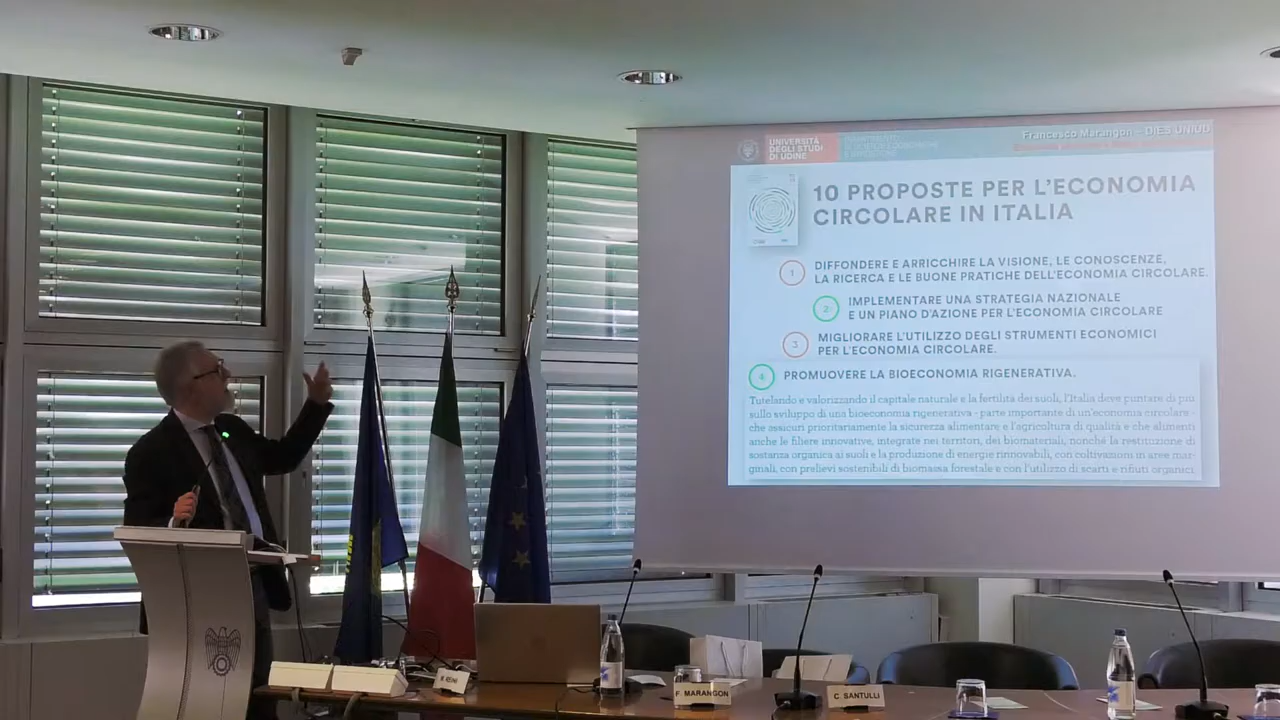 UNIVERSITÀ
DEGLI STUDI
DI UDINE
Francesco Marangon - DIES UNIUD
10 PROPOSTE PER L'ECONOMIA
CIRCOLARE IN ITALIA
1 DIFFONDERE E ARRICCHIRE LA VISIONE, LE CONOSCENZE,
LA RICERCA E LE BUONE PRATICHE DELL'ECONOMIA CIRCOLARE.
2 IMPLEMENTARE UNA STRATEGIA NAZIONALE
E UN PIANO D'AZIONE PER L'ECONOMIA CIRCOLARE
3 MIGLIORARE L'UTILIZZO DEGLI STRUMENTI ECONOMICI
PER L'ECONOMIA CIRCOLARE.
4 PROMUOVERE LA BIOECONOMIA RIGENERATIVA.
Tutelando e valorizzando il capitale naturale e la fertilità dei suoli, l'Italia deve puntare di più
sullo sviluppo di una bioeconomia rigenerativa - parte importante di un'economia circolare -
che assicuri prioritariamente la sicurezza alimentare e l'agricoltura di qualità e che alimenti
anche le filiere innovative, integrate nei territori, dei biomateriali, nonché la restituzione di
sostanza organica ai suoli e la produzione di energie rinnovabili, con coltivazioni in aree mar-
ginali, con prelievi sostenibili di biomassa forestale e con l'utilizzo di scarti e rifiuti organici
F. MARANGON
C. SANTULLI